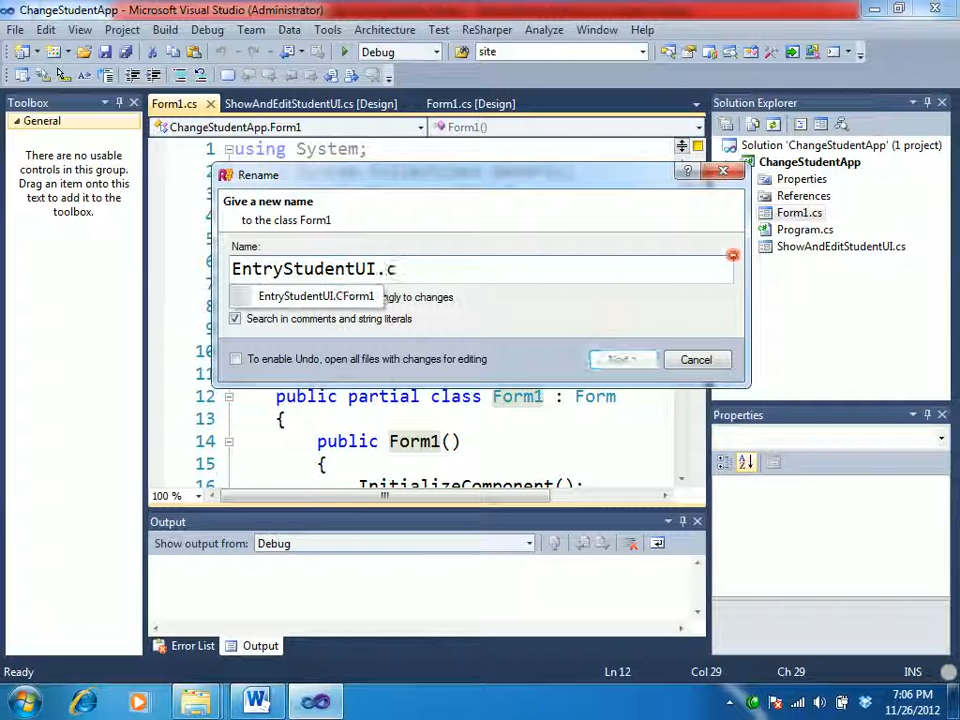 ChangeStudentApp - Microsoft Visual Studio (Administrator)
File Edit View Project Build Debug Team Data Tools Architecture Test ReSharper Analyze Window Help
Debug
site
Toolbox
General
There are no usable
controls in this group.
Drag an item onto this
text to add it to the
toolbox.
Form1.cs
ShowAndEditStudentUI.cs [Design]
Form1.cs [Design]
ChangeStudentApp.Form1
Form1()
1
using System;
2
Rename
Give a new name
to the class Form1
Name:
EntryStudentUI.c
EntryStudentUI.CForm1
ngly to changes
Search in comments and string literals
To enable Undo, open all files with changes for editing
Cancel
12
public partial class Form1 : Form
13
{
14
public Form1()
15
{
16
InitializeComponent();
100 %
Output
Show output from:
Debug
Error List
Output
Solution Explorer
Solution 'ChangeStudentApp' (1 project)
ChangeStudentApp
Properties
References
Form1.cs
Program.cs
ShowAndEditStudentUI.cs
Properties
Ready
Ln 12
Col 29
Ch 29
INS
7:06 PM
11/26/2012